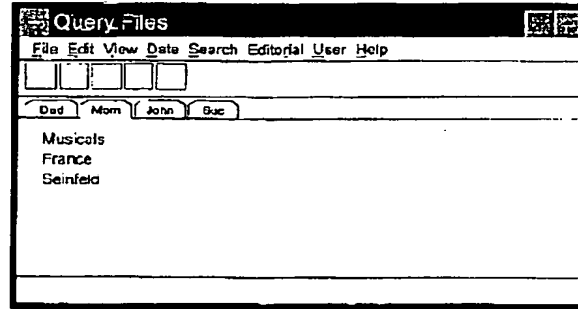 Query Files
File Edit View Date Search Editorial User Help
Dad Mom John Sue
Musicals
France
Seinfeld